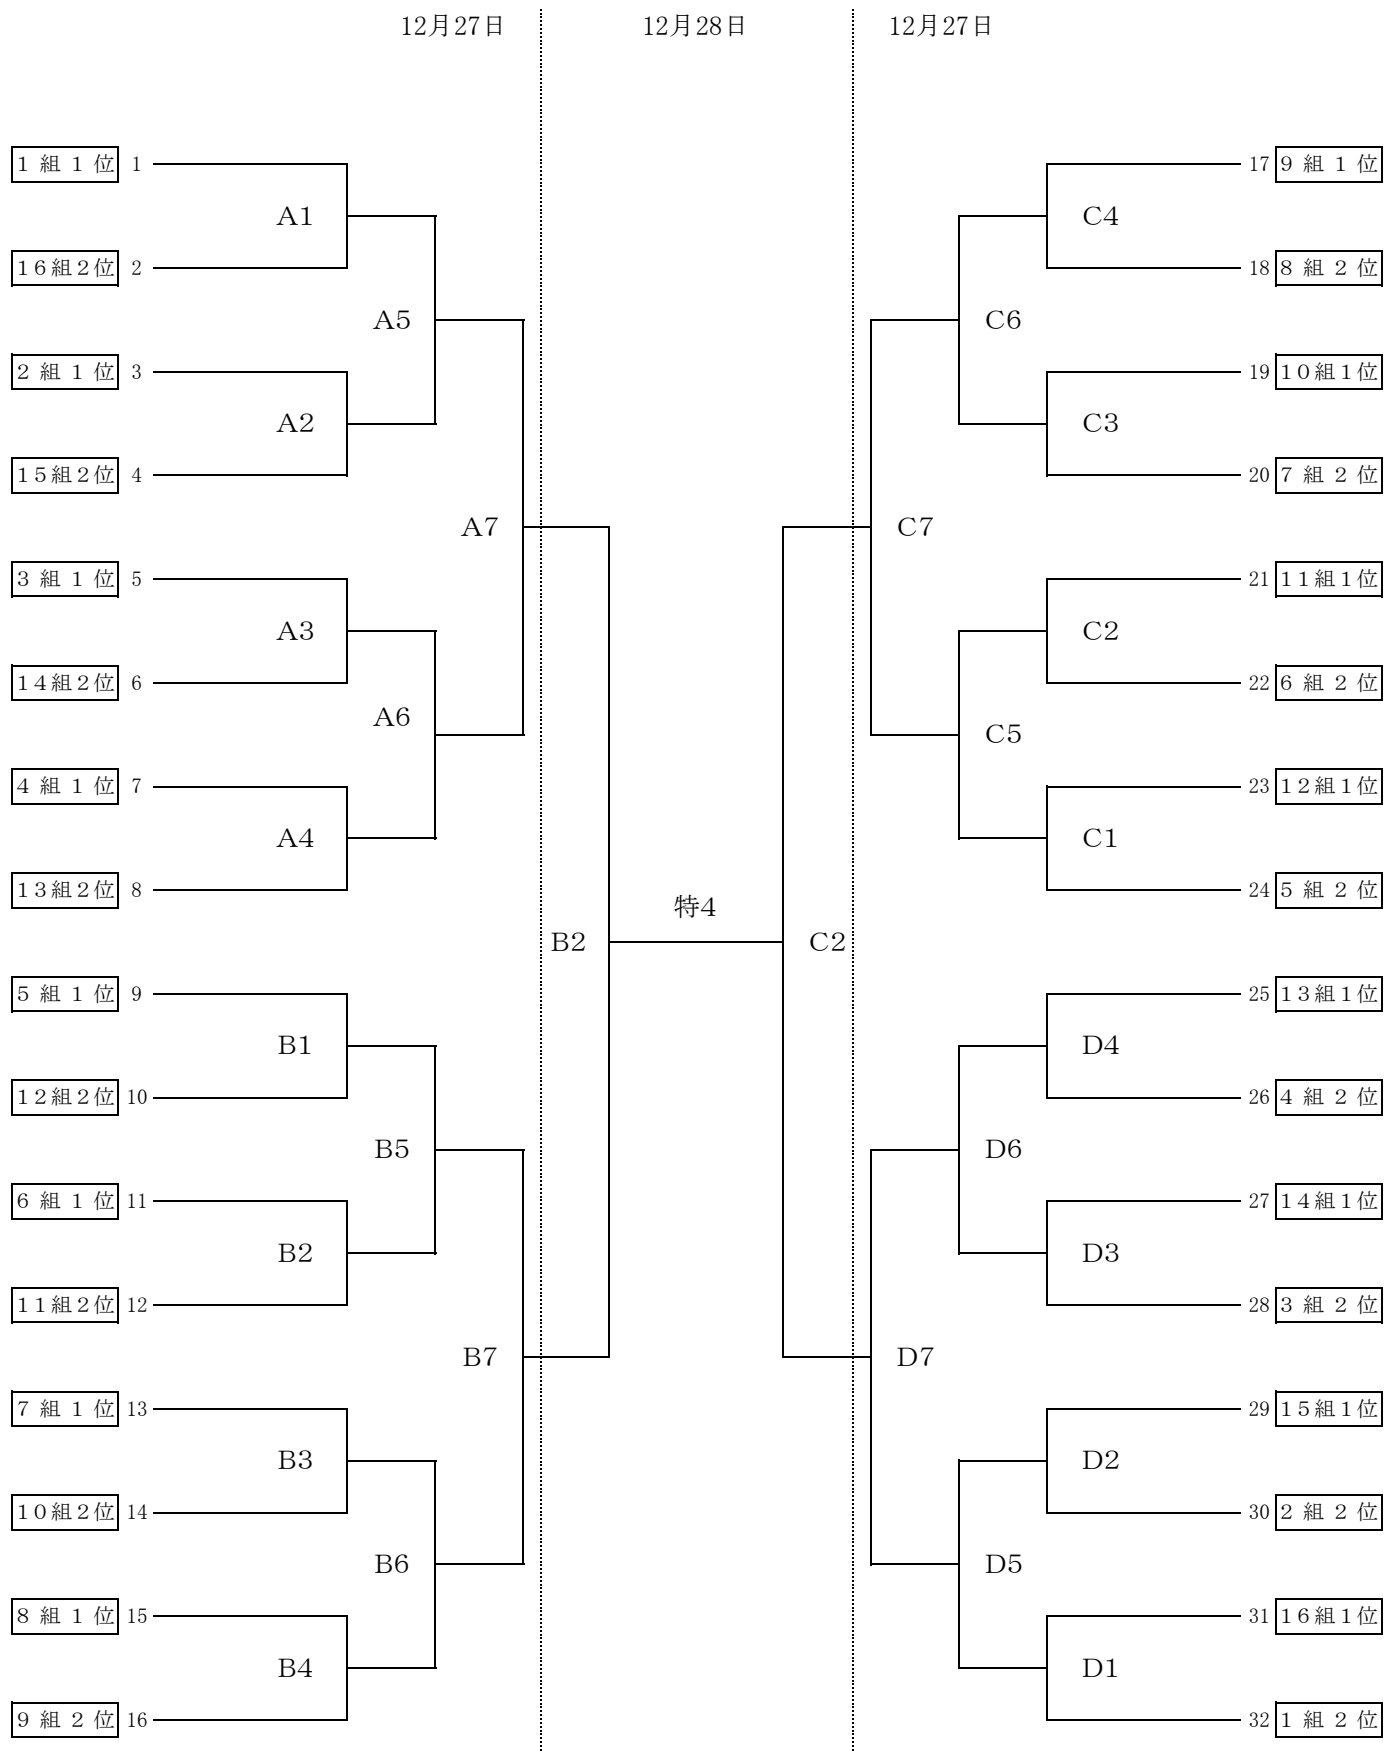 12月27日 12月28日 12月27日
1 組 1 位 1 17 9 組 1 位
A1 C4
16組2位 2 18 8 組 2 位
A5 C6
2 組 1 位 3 19 10組1位
A2 C3
15組2位 4 20 7 組 2 位
A7 C7
3 組 1 位 5 21 11組1位
A3 C2
14組2位 6 22 6 組 2 位
A6 C5
4 組 1 位 7 23 12組1位
A4 C1
13組2位 8 24 5 組 2 位
特4
B2 C2
5 組 1 位 9 25 13組1位
B1 D4
12組2位 10 26 4 組 2 位
B5 D6
6 組 1 位 11 27 14組1位
B2 D3
11組2位 12 28 3 組 2 位
B7 D7
7 組 1 位 13 29 15組1位
B3 D2
10組2位 14 30 2 組 2 位
B6 D5
8 組 1 位 15 31 16組1位
B4 D1
9 組 2 位 16 32 1 組 2 位